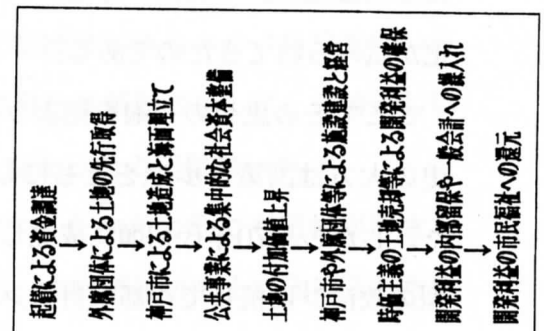 起債による資金調達
↓
外郭団体による土地の先行取得
↓
神戸市による土地造成と海面埋立て
↓
公共事業による集中的な社会資本整備
↓
土地の付加価値上昇
↓
神戸市や外郭団体等による施設建設と経営
↓
時価主義の土地売却等による開発利益の確保
↓
開発利益の内部留保や一般会計への繰入れ
↓
開発利益の市民福祉への還元